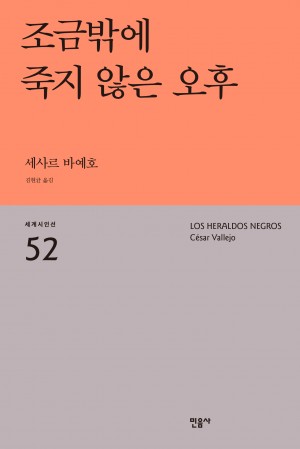 조금밖에
죽지 않은 오후
세사르 바예호
김현균 옮김
세계시인선
52
LOS HERALDOS NEGROS
César Vallejo
민음사